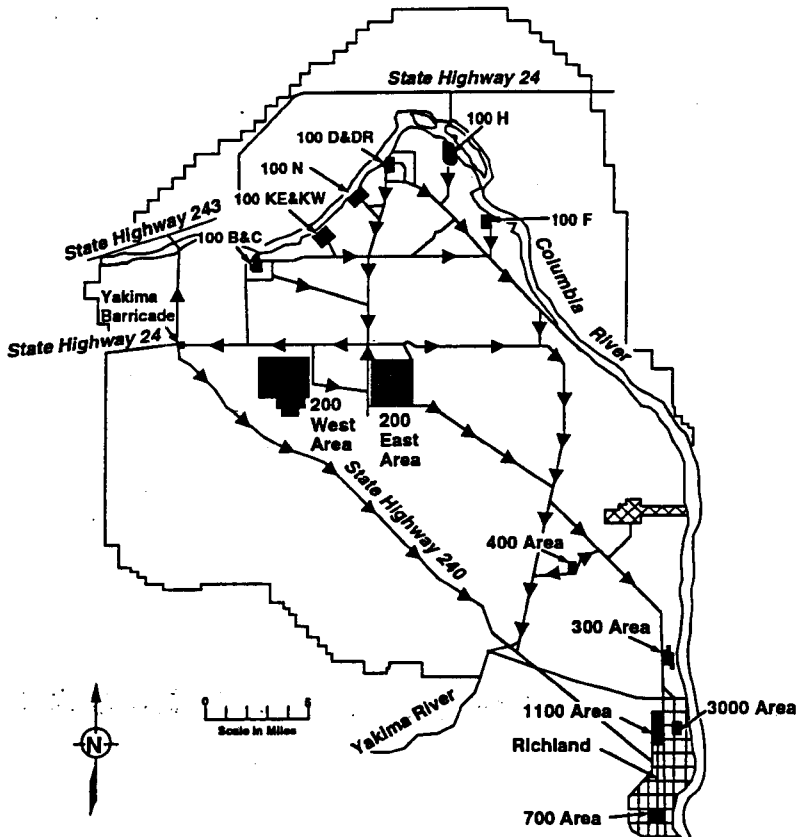 State Highway 24
100 H
100 D&DR
100 N
100 KE&KW
100 F
State Highway 243
100 B&C
Columbia
River
Yakima
Barricade
State Highway 24
200
West
Area
200
East
Area
State Highway 240
400 Area
300 Area
1100 Area
3000 Area
Richland
700 Area
Yakima River
0
5
Scale in Miles
N